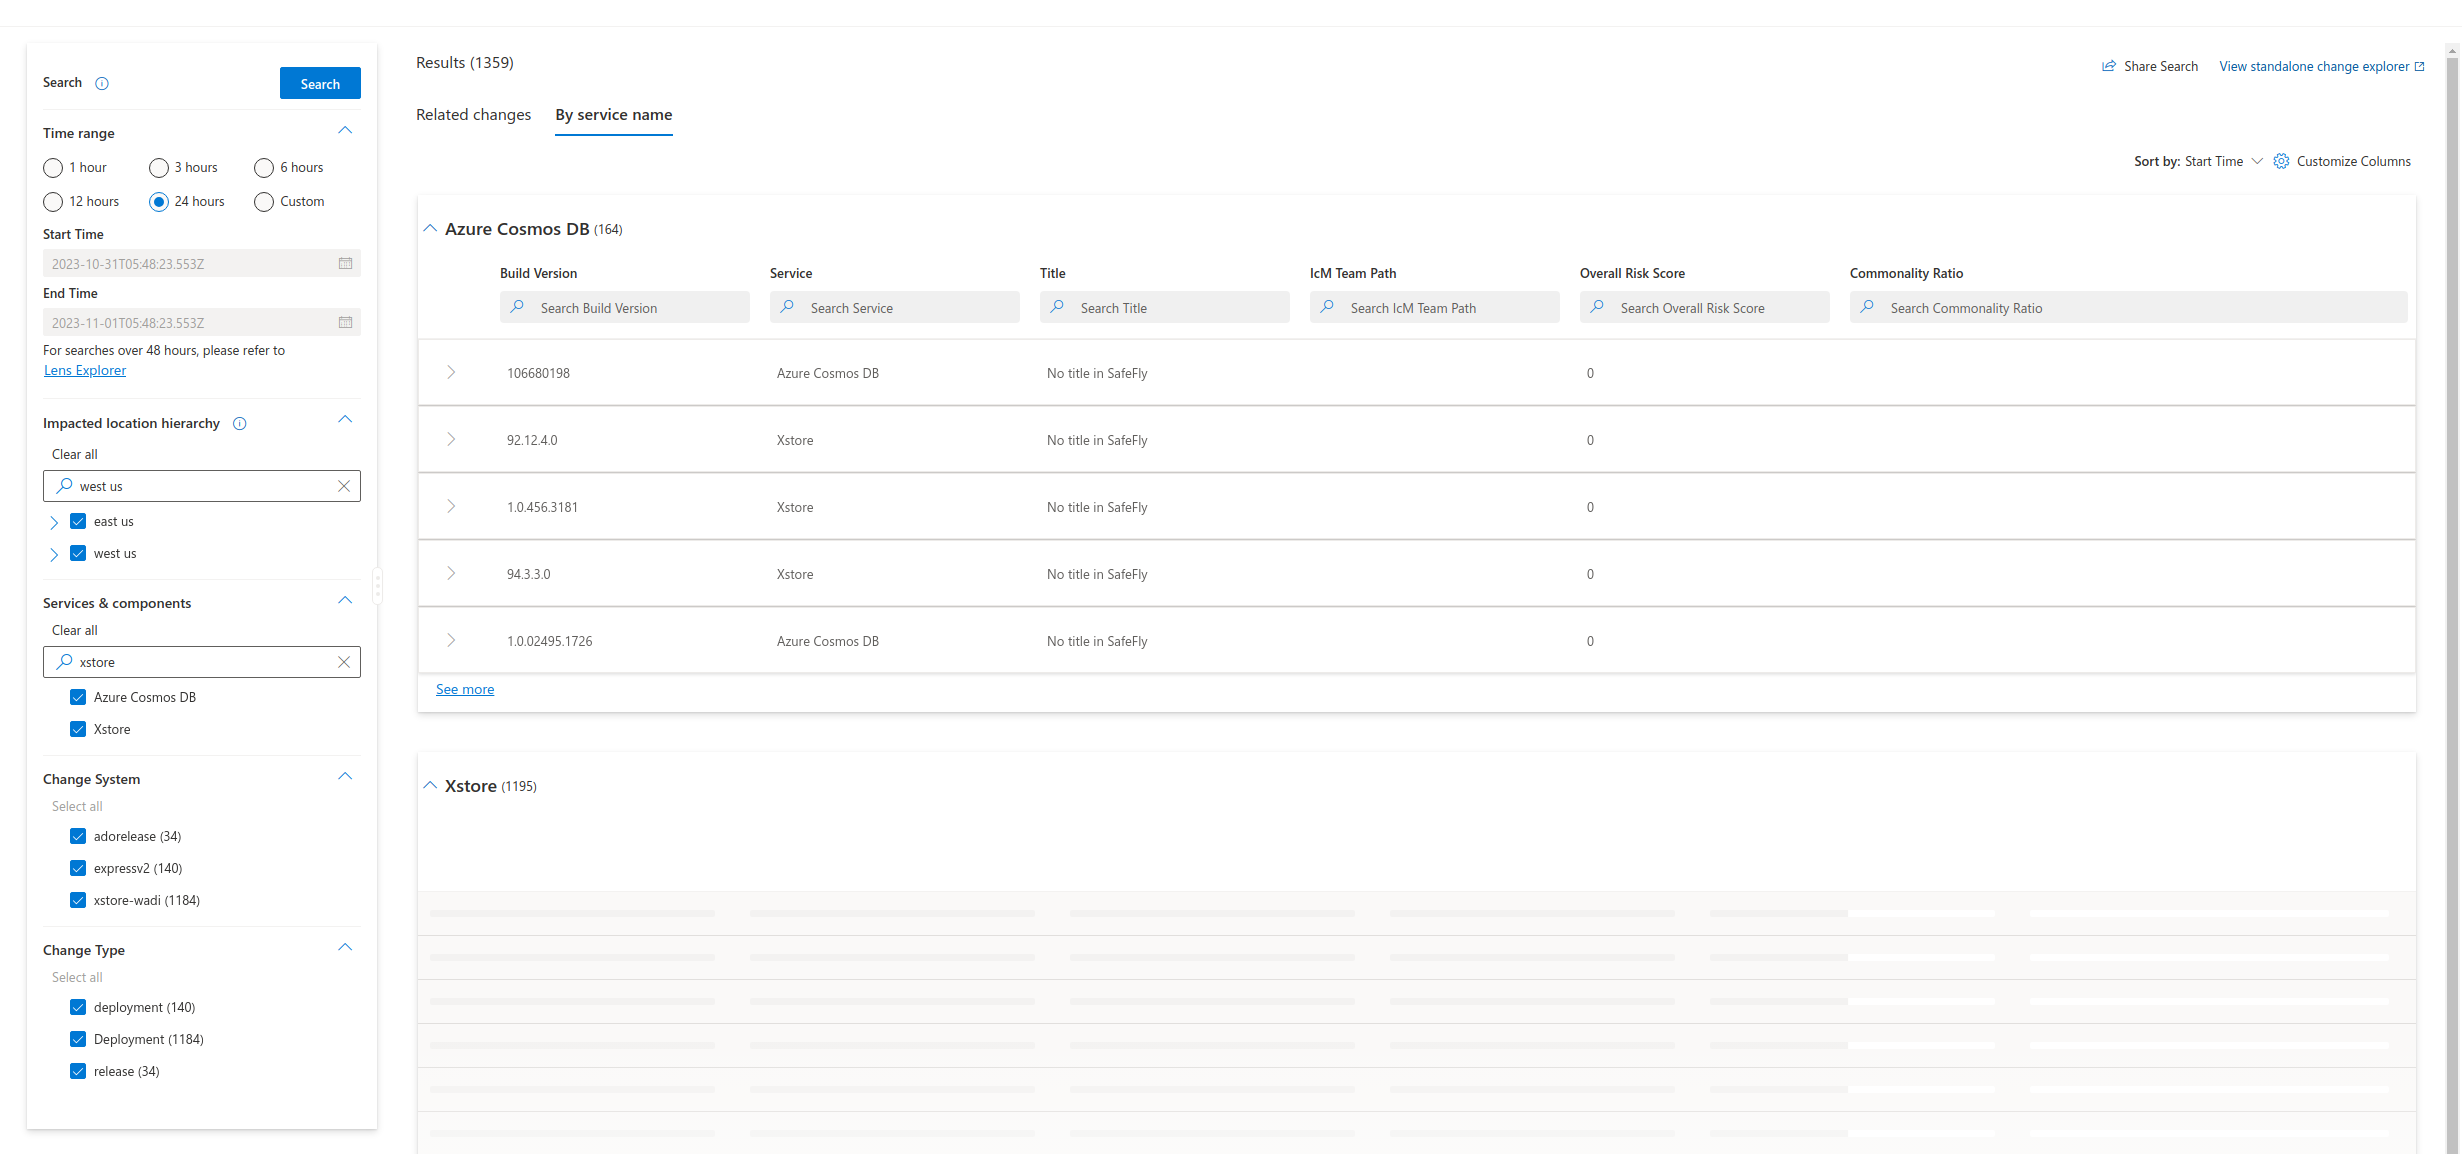 Search
Search
Time range
1 hour
3 hours
6 hours
12 hours
24 hours
Custom
Start Time
2023-10-31T05:48:23.553Z
End Time
2023-11-01T05:48:23.553Z
For searches over 48 hours, please refer to
Lens Explorer
Impacted location hierarchy
Clear all
west us
east us
west us
Services & components
Clear all
xstore
Azure Cosmos DB
Xstore
Change System
Select all
adorelease (34)
expressv2 (140)
xstore-wadi (1184)
Change Type
Select all
deployment (140)
Deployment (1184)
release (34)
Results (1359)
Share Search
View standalone change explorer
Related changes
By service name
Sort by: Start Time
Customize Columns
Azure Cosmos DB (164)
Build Version Service Title IcM Team Path Overall Risk Score Commonality Ratio
Search Build Version Search Service Search Title Search IcM Team Path Search Overall Risk Score Search Commonality Ratio
106680198 Azure Cosmos DB No title in SafeFly 0
92.12.4.0 Xstore No title in SafeFly 0
1.0.456.3181 Xstore No title in SafeFly 0
94.3.3.0 Xstore No title in SafeFly 0
1.0.02495.1726 Azure Cosmos DB No title in SafeFly 0
See more
Xstore (1195)